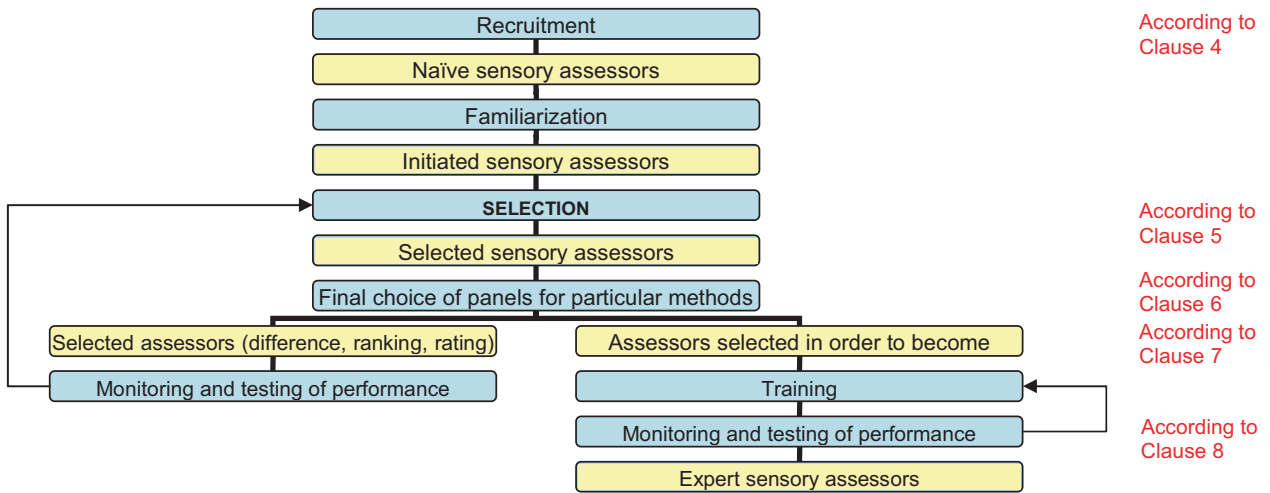 Recruitment
According to
Clause 4
Naïve sensory assessors
Familiarization
Initiated sensory assessors
SELECTION
According to
Clause 5
Selected sensory assessors
Final choice of panels for particular methods
According to
Clause 6
Selected assessors (difference, ranking, rating)
Assessors selected in order to become
According to
Clause 7
Monitoring and testing of performance
Training
Monitoring and testing of performance
According to
Clause 8
Expert sensory assessors